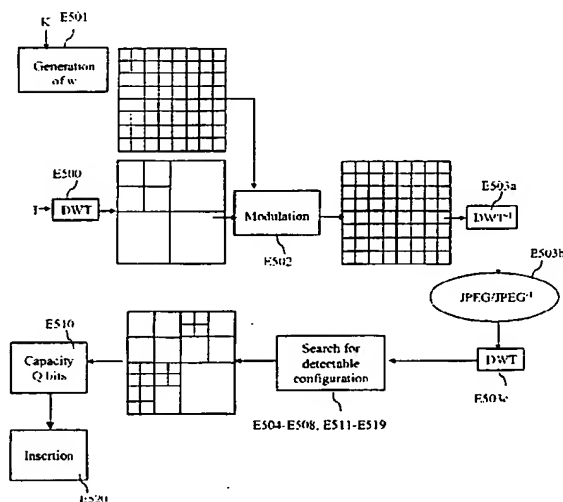 K
E501
Generation
of w
E500
I
DWT
Modulation
E502
E503a
DWT-1
E503b
JPEG/JPEG-1
DWT
E503c
Search for
detectable
configuration
E504-E508, E511-E519
E510
Capacity
Q bits
Insertion
E520